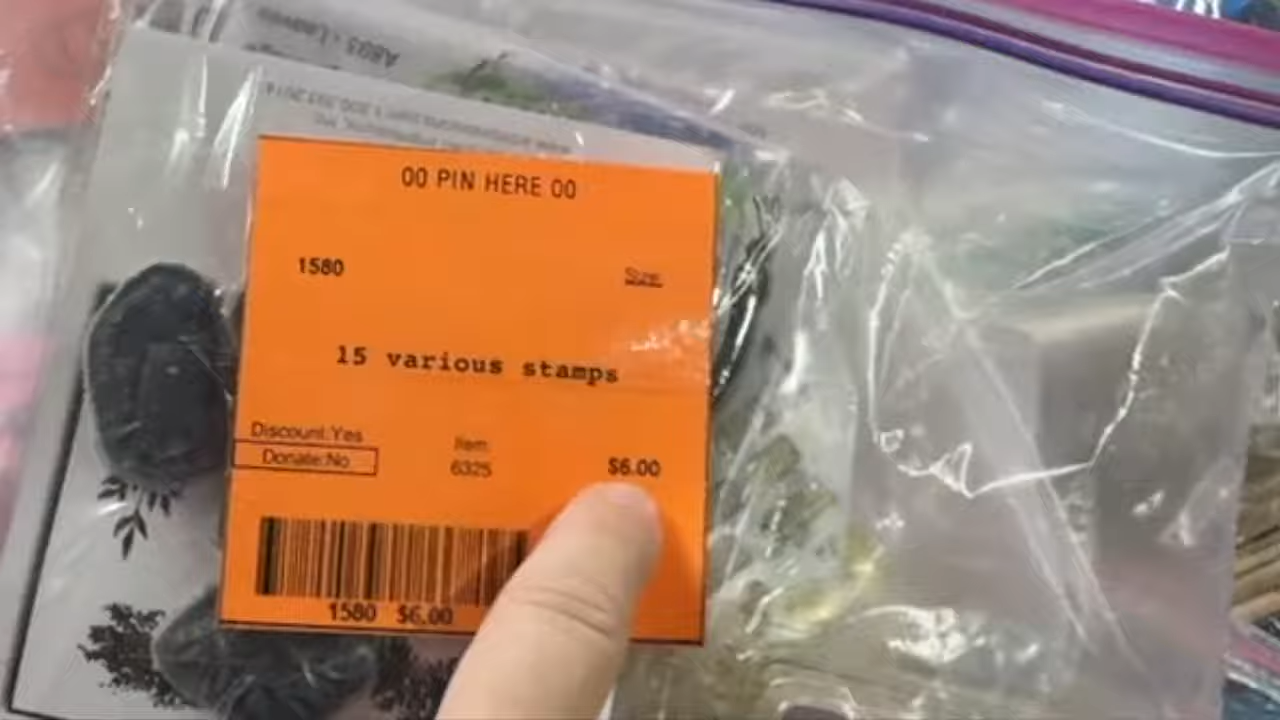 00 PIN HERE 00
1580
Size:
15 various stamps
Discount:Yes
Donate:No
Item
6325
$6.00
1580 $6.00